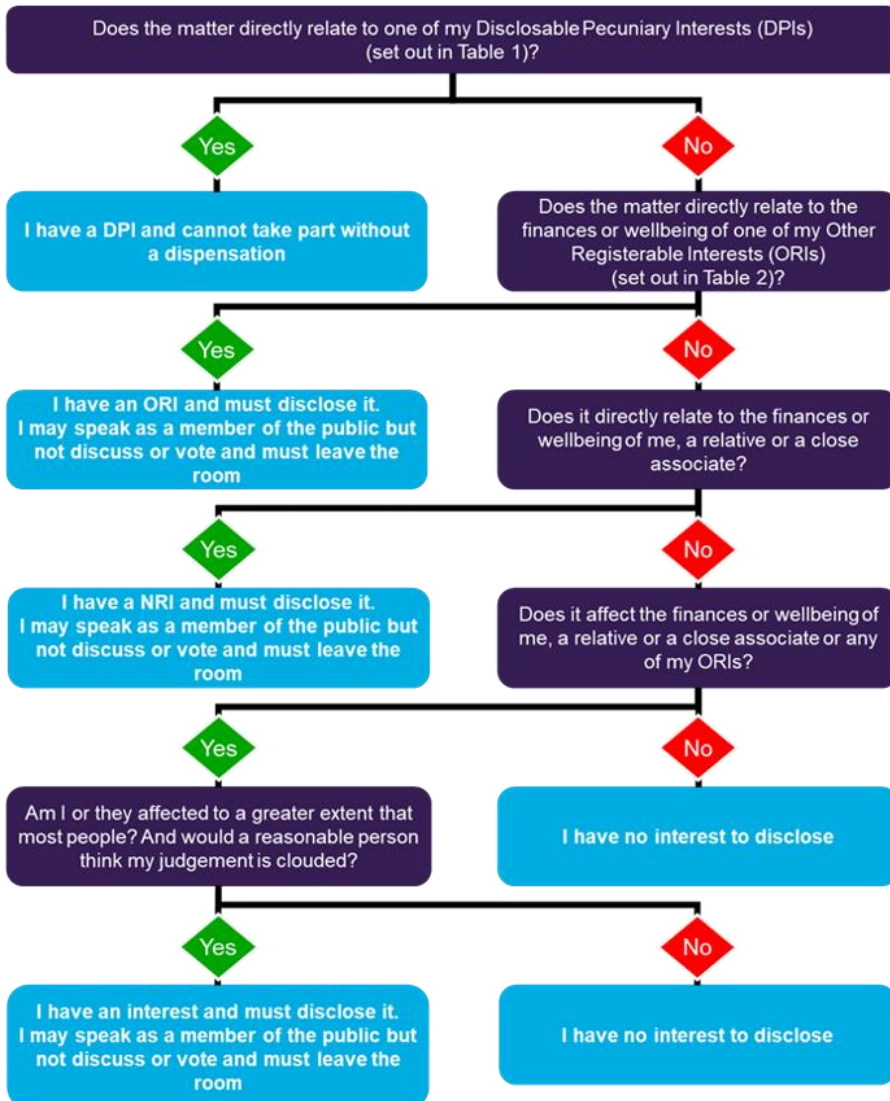 Does the matter directly relate to one of my Disclosable Pecuniary Interests (DPIs)
(set out in Table 1)?
Yes
No
I have a DPI and cannot take part without
a dispensation
Does the matter directly relate to the
finances or wellbeing of one of my Other
Registerable Interests (ORIs)
(set out in Table 2)?
Yes
No
I have an ORI and must disclose it.
I may speak as a member of the public but
not discuss or vote and must leave the
room
Does it directly relate to the finances or
wellbeing of me, a relative or a close
associate?
Yes
No
I have a NRI and must disclose it.
I may speak as a member of the public but
not discuss or vote and must leave the
room
Does it affect the finances or wellbeing of
me, a relative or a close associate or any
of my ORIs?
Yes
No
Am I or they affected to a greater extent that
most people? And would a reasonable person
think my judgement is clouded?
I have no interest to disclose
Yes
No
I have an interest and must disclose it.
I may speak as a member of the public but
not discuss or vote and must leave the
room
I have no interest to disclose